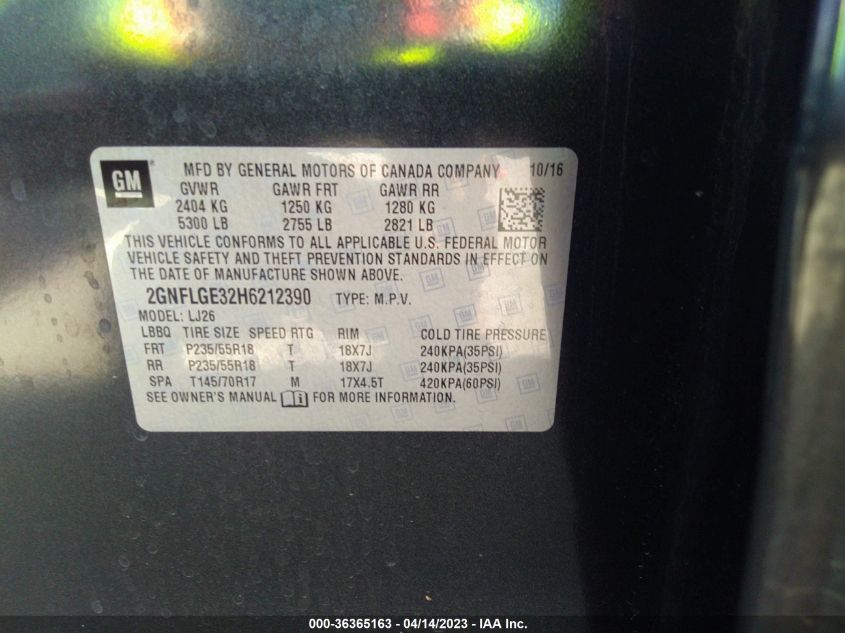 GM
MFD BY GENERAL MOTORS OF CANADA COMPANY 10/16
GVWR GAWR FRT GAWR RR
2404 KG 1250 KG 1280 KG
5300 LB 2755 LB 2821 LB
THIS VEHICLE CONFORMS TO ALL APPLICABLE U.S. FEDERAL MOTOR
VEHICLE SAFETY AND THEFT PREVENTION STANDARDS IN EFFECT ON
THE DATE OF MANUFACTURE SHOWN ABOVE.
2GNFLGE32H6212390 TYPE: M.P.V.
MODEL: LJ26
LBBQ TIRE SIZE SPEED RTG RIM COLD TIRE PRESSURE
FRT P235/55R18 T 18X7J 240KPA(35PSI)
RR P235/55R18 T 18X7J 240KPA(35PSI)
SPA T145/70R17 M 17X4.5T 420KPA(60PSI)
SEE OWNER'S MANUAL FOR MORE INFORMATION.
000-36365163 - 04/14/2023 - IAA Inc.